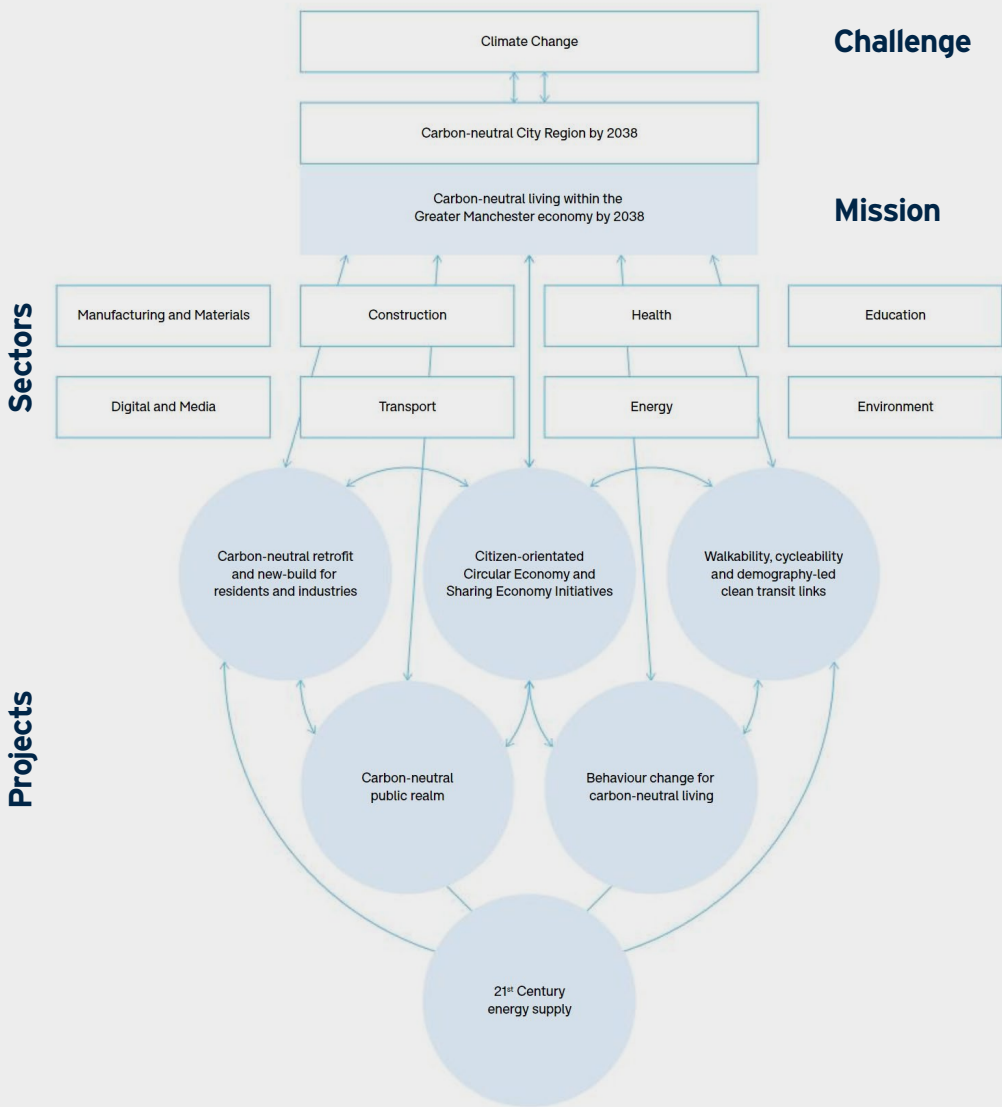 Challenge
Climate Change
Carbon-neutral City Region by 2038
Mission
Carbon-neutral living within the
Greater Manchester economy by 2038
Sectors
Manufacturing and Materials
Construction
Health
Education
Digital and Media
Transport
Energy
Environment
Projects
Carbon-neutral retrofit
and new-build for
residents and industries
Citizen-orientated
Circular Economy and
Sharing Economy Initiatives
Walkability, cycleability
and demography-led
clean transit links
Carbon-neutral
public realm
Behaviour change for
carbon-neutral living
21st Century
energy supply